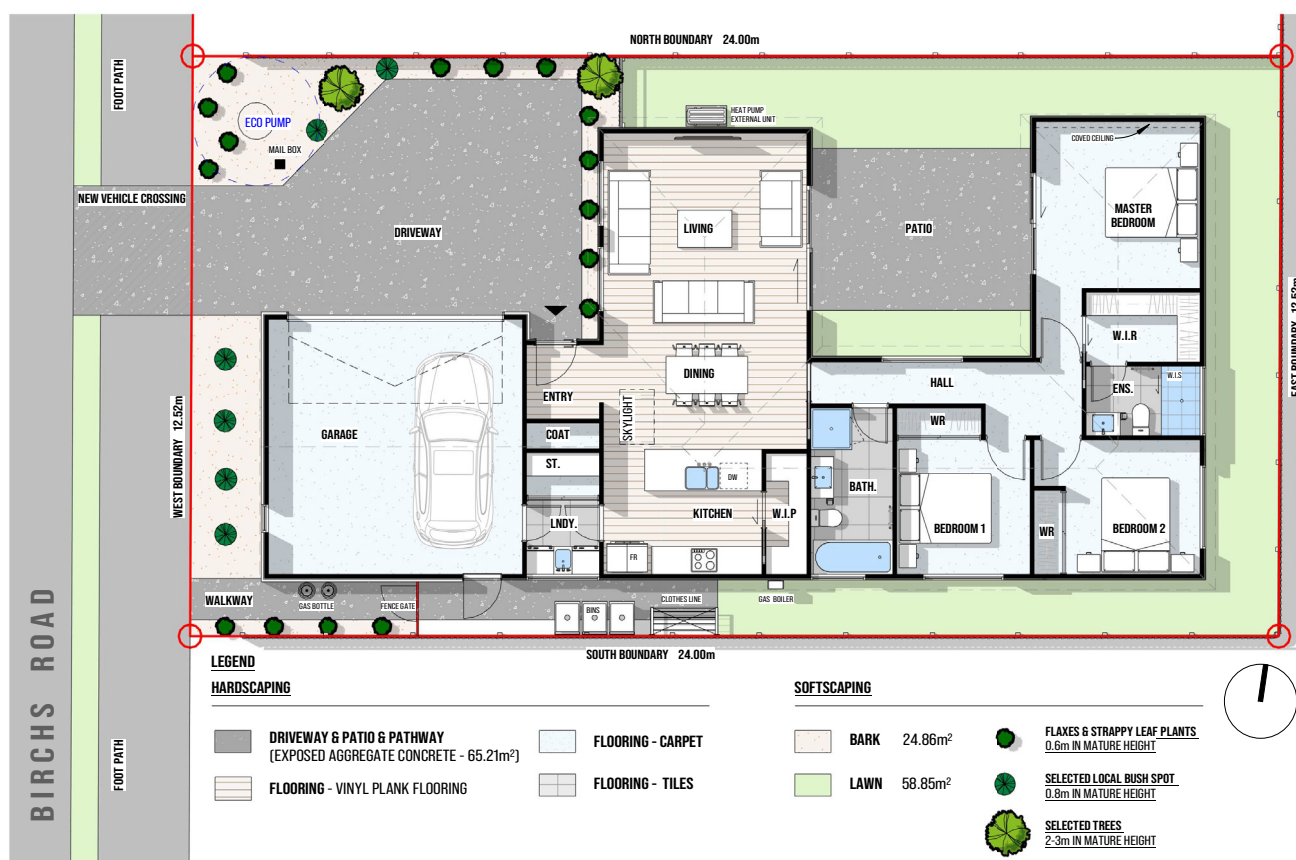 NORTH BOUNDARY 24.00m
FOOT PATH
ECO PUMP
MAIL BOX
HEAT PUMP
EXTERNAL UNIT
COVED CEILING
NEW VEHICLE CROSSING
DRIVEWAY
LIVING
PATIO
MASTER
BEDROOM
WEST BOUNDARY 12.52m
EAST BOUNDARY 12.52m
W.I.R
ENTRY
DINING
HALL
ENS.
W.I.S
GARAGE
COAT
SKYLIGHT
WR
ST.
DW
LNDY.
KITCHEN
W.I.P
BATH.
BEDROOM 1
WR
BEDROOM 2
FR
WALKWAY
GAS BOTTLE
FENCE GATE
BINS
CLOTHES LINE
GAS BOILER
SOUTH BOUNDARY 24.00m
BIRCHS ROAD
FOOT PATH
LEGEND
HARDSCAPING
DRIVEWAY & PATIO & PATHWAY
(EXPOSED AGGREGATE CONCRETE - 65.21m²)
FLOORING - VINYL PLANK FLOORING
FLOORING - CARPET
FLOORING - TILES
SOFTSCAPING
BARK 24.86m²
LAWN 58.85m²
FLAXES & STRAPPY LEAF PLANTS
0.6m IN MATURE HEIGHT
SELECTED LOCAL BUSH SPOT
0.8m IN MATURE HEIGHT
SELECTED TREES
2-3m IN MATURE HEIGHT